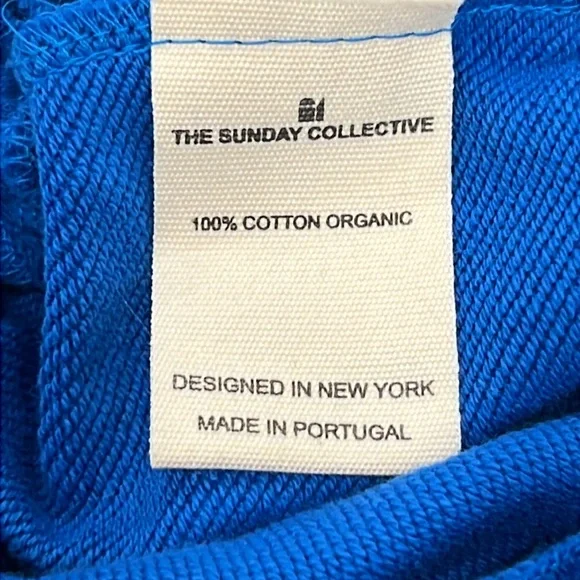 THE SUNDAY COLLECTIVE
100% COTTON ORGANIC
DESIGNED IN NEW YORK
MADE IN PORTUGAL